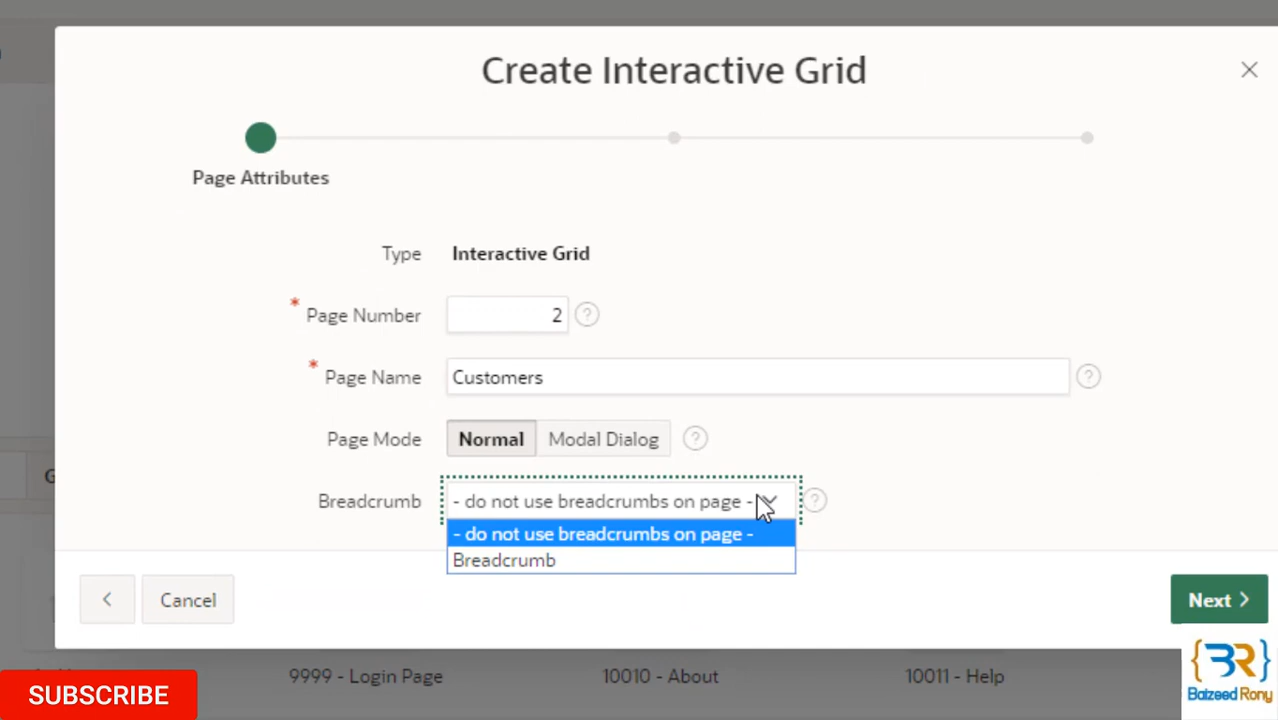 Create Interactive Grid
Page Attributes
Type Interactive Grid
* Page Number 2 ?
* Page Name Customers ?
Page Mode Normal Modal Dialog ?
Breadcrumb - do not use breadcrumbs on page - ?
- do not use breadcrumbs on page -
Breadcrumb
Cancel Next
9999 - Login Page 10010 - About 10011 - Help
SUBSCRIBE
{BR}
Baizeed Rony